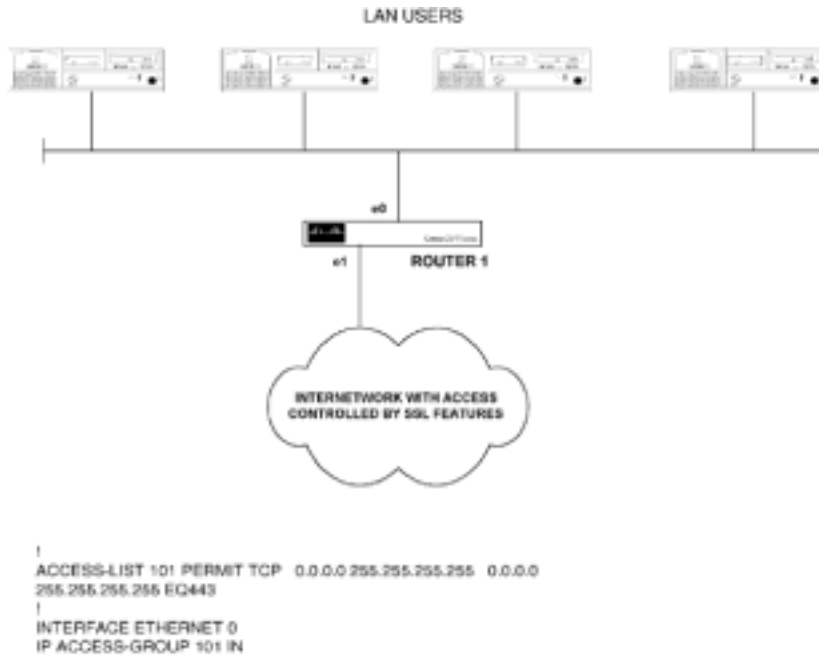 LAN USERS
e0
e1
ROUTER 1
INTERNETWORK WITH ACCESS
CONTROLLED BY SSL FEATURES
!
ACCESS-LIST 101 PERMIT TCP 0.0.0.0 255.255.255.255 0.0.0.0
255.255.255.255 EQ443
!
INTERFACE ETHERNET 0
IP ACCESS-GROUP 101 IN